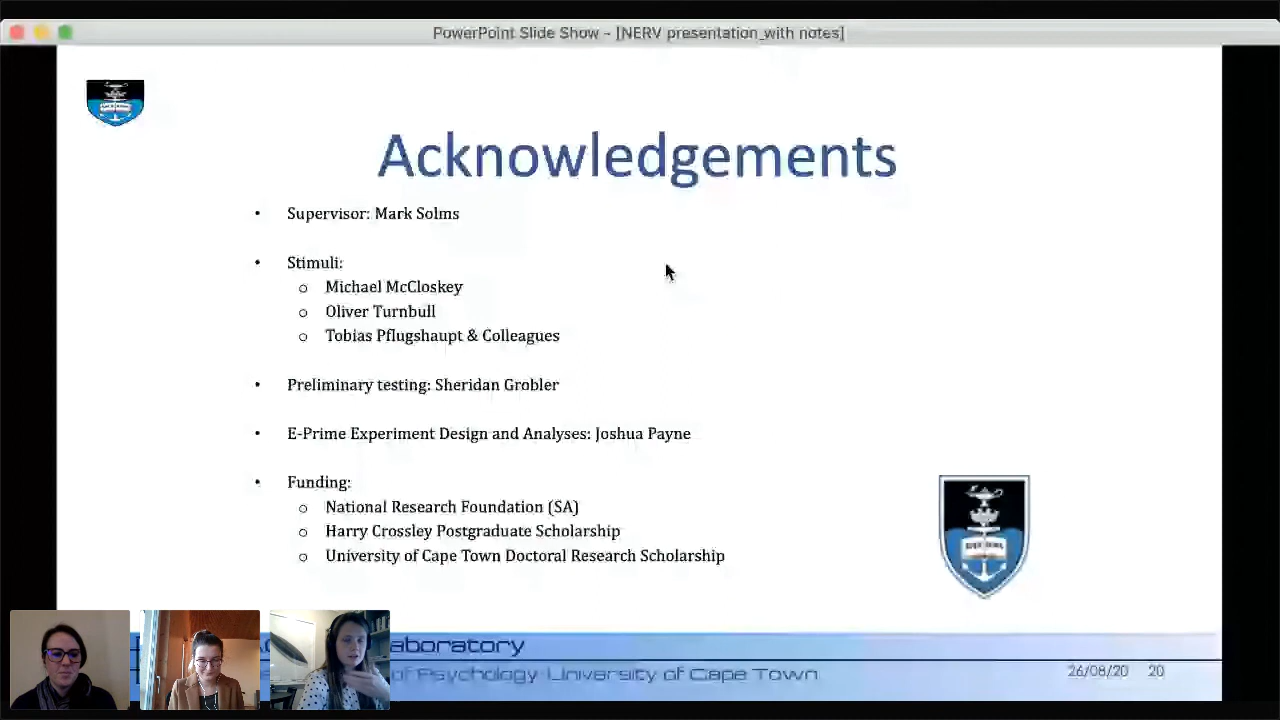 PowerPoint Slide Show - [NERV presentation_with notes]
Acknowledgements
• Supervisor: Mark Solms
• Stimuli:
o Michael McCloskey
o Oliver Turnbull
o Tobias Pflugshaupt & Colleagues
• Preliminary testing: Sheridan Grobler
• E-Prime Experiment Design and Analyses: Joshua Payne
• Funding:
o National Research Foundation (SA)
o Harry Crossley Postgraduate Scholarship
o University of Cape Town Doctoral Research Scholarship
aboratory
of Psychology University of Cape Town
26/08/20 20